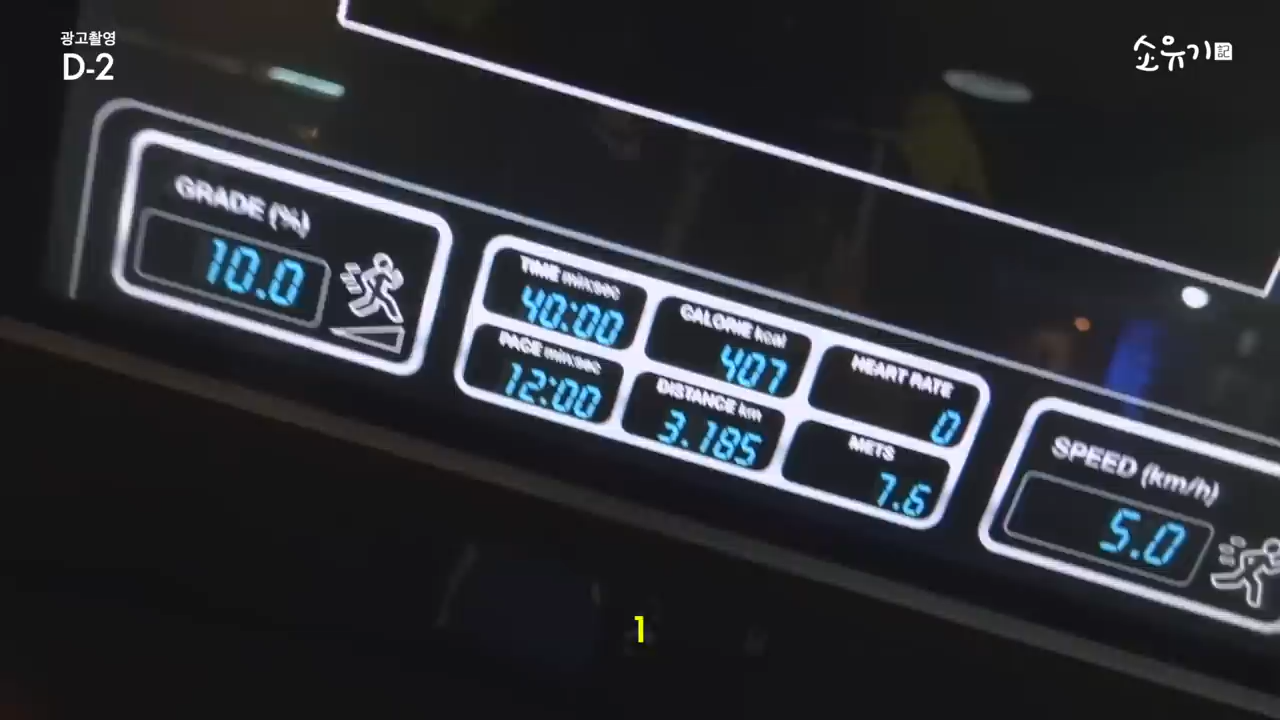 광고촬영
D-2
소유기記
GRADE (%)
10.0
TIME min:sec
40:00
CALORIE kcal
407
HEART RATE
0
PACE min:sec
12:00
DISTANCE km
3.185
METS
7.6
SPEED (km/h)
5.0
1